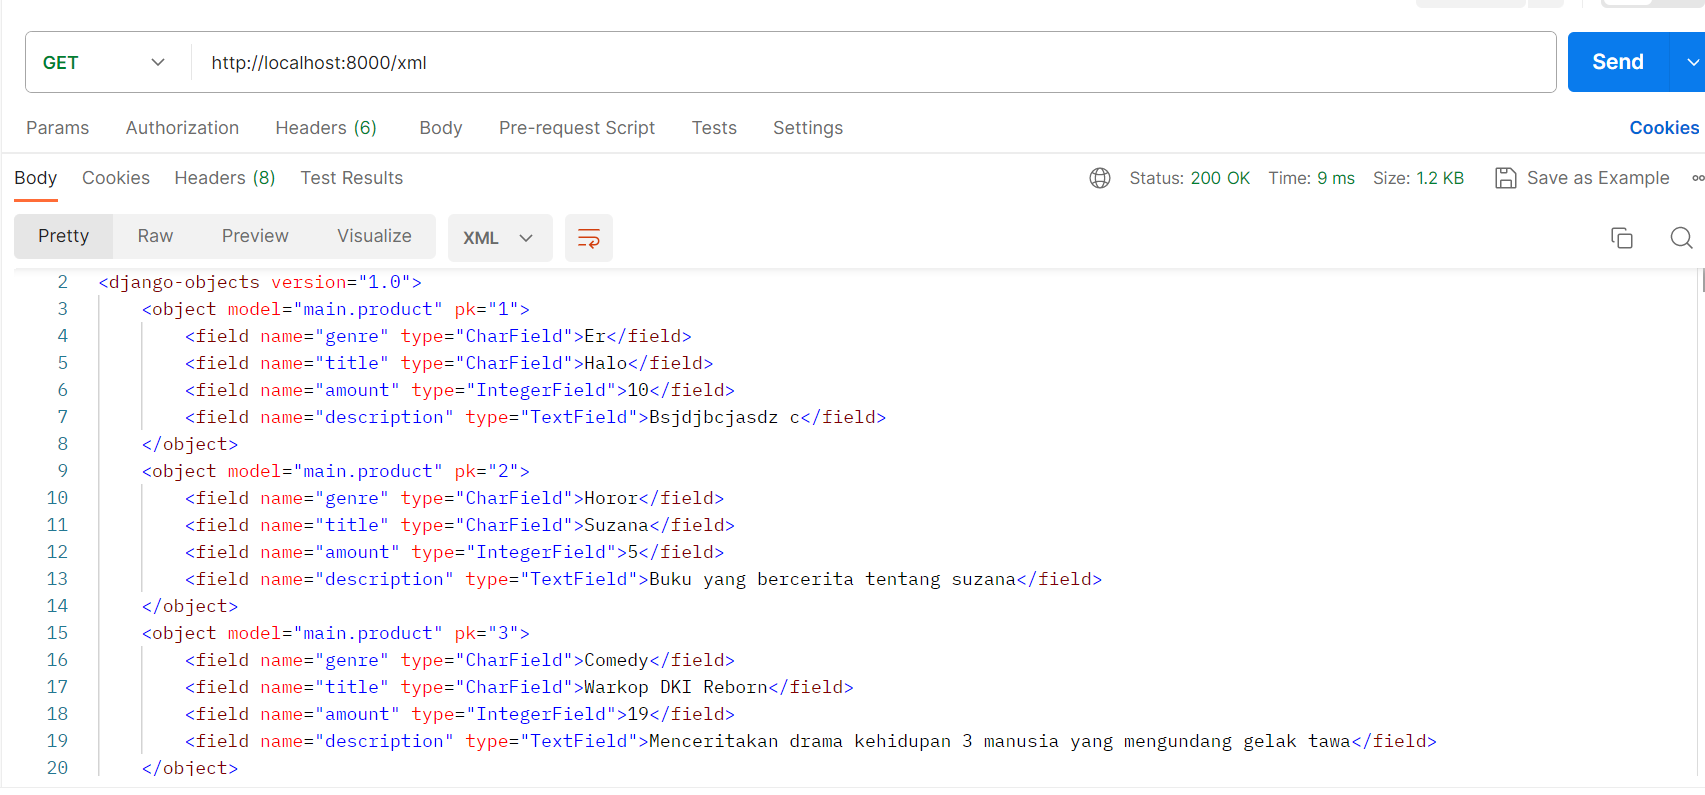 GET http://localhost:8000/xml Send
Params Authorization Headers (6) Body Pre-request Script Tests Settings Cookies
Body Cookies Headers (8) Test Results Status: 200 OK Time: 9 ms Size: 1.2 KB Save as Example
Pretty Raw Preview Visualize XML
2 <django-objects version="1.0">
3 <object model="main.product" pk="1">
4 <field name="genre" type="CharField">Er</field>
5 <field name="title" type="CharField">Halo</field>
6 <field name="amount" type="IntegerField">10</field>
7 <field name="description" type="TextField">Bsjdjbcjasdz c</field>
8 </object>
9 <object model="main.product" pk="2">
10 <field name="genre" type="CharField">Horor</field>
11 <field name="title" type="CharField">Suzana</field>
12 <field name="amount" type="IntegerField">5</field>
13 <field name="description" type="TextField">Buku yang bercerita tentang suzana</field>
14 </object>
15 <object model="main.product" pk="3">
16 <field name="genre" type="CharField">Comedy</field>
17 <field name="title" type="CharField">Warkop DKI Reborn</field>
18 <field name="amount" type="IntegerField">19</field>
19 <field name="description" type="TextField">Menceritakan drama kehidupan 3 manusia yang mengundang gelak tawa</field>
20 </object>